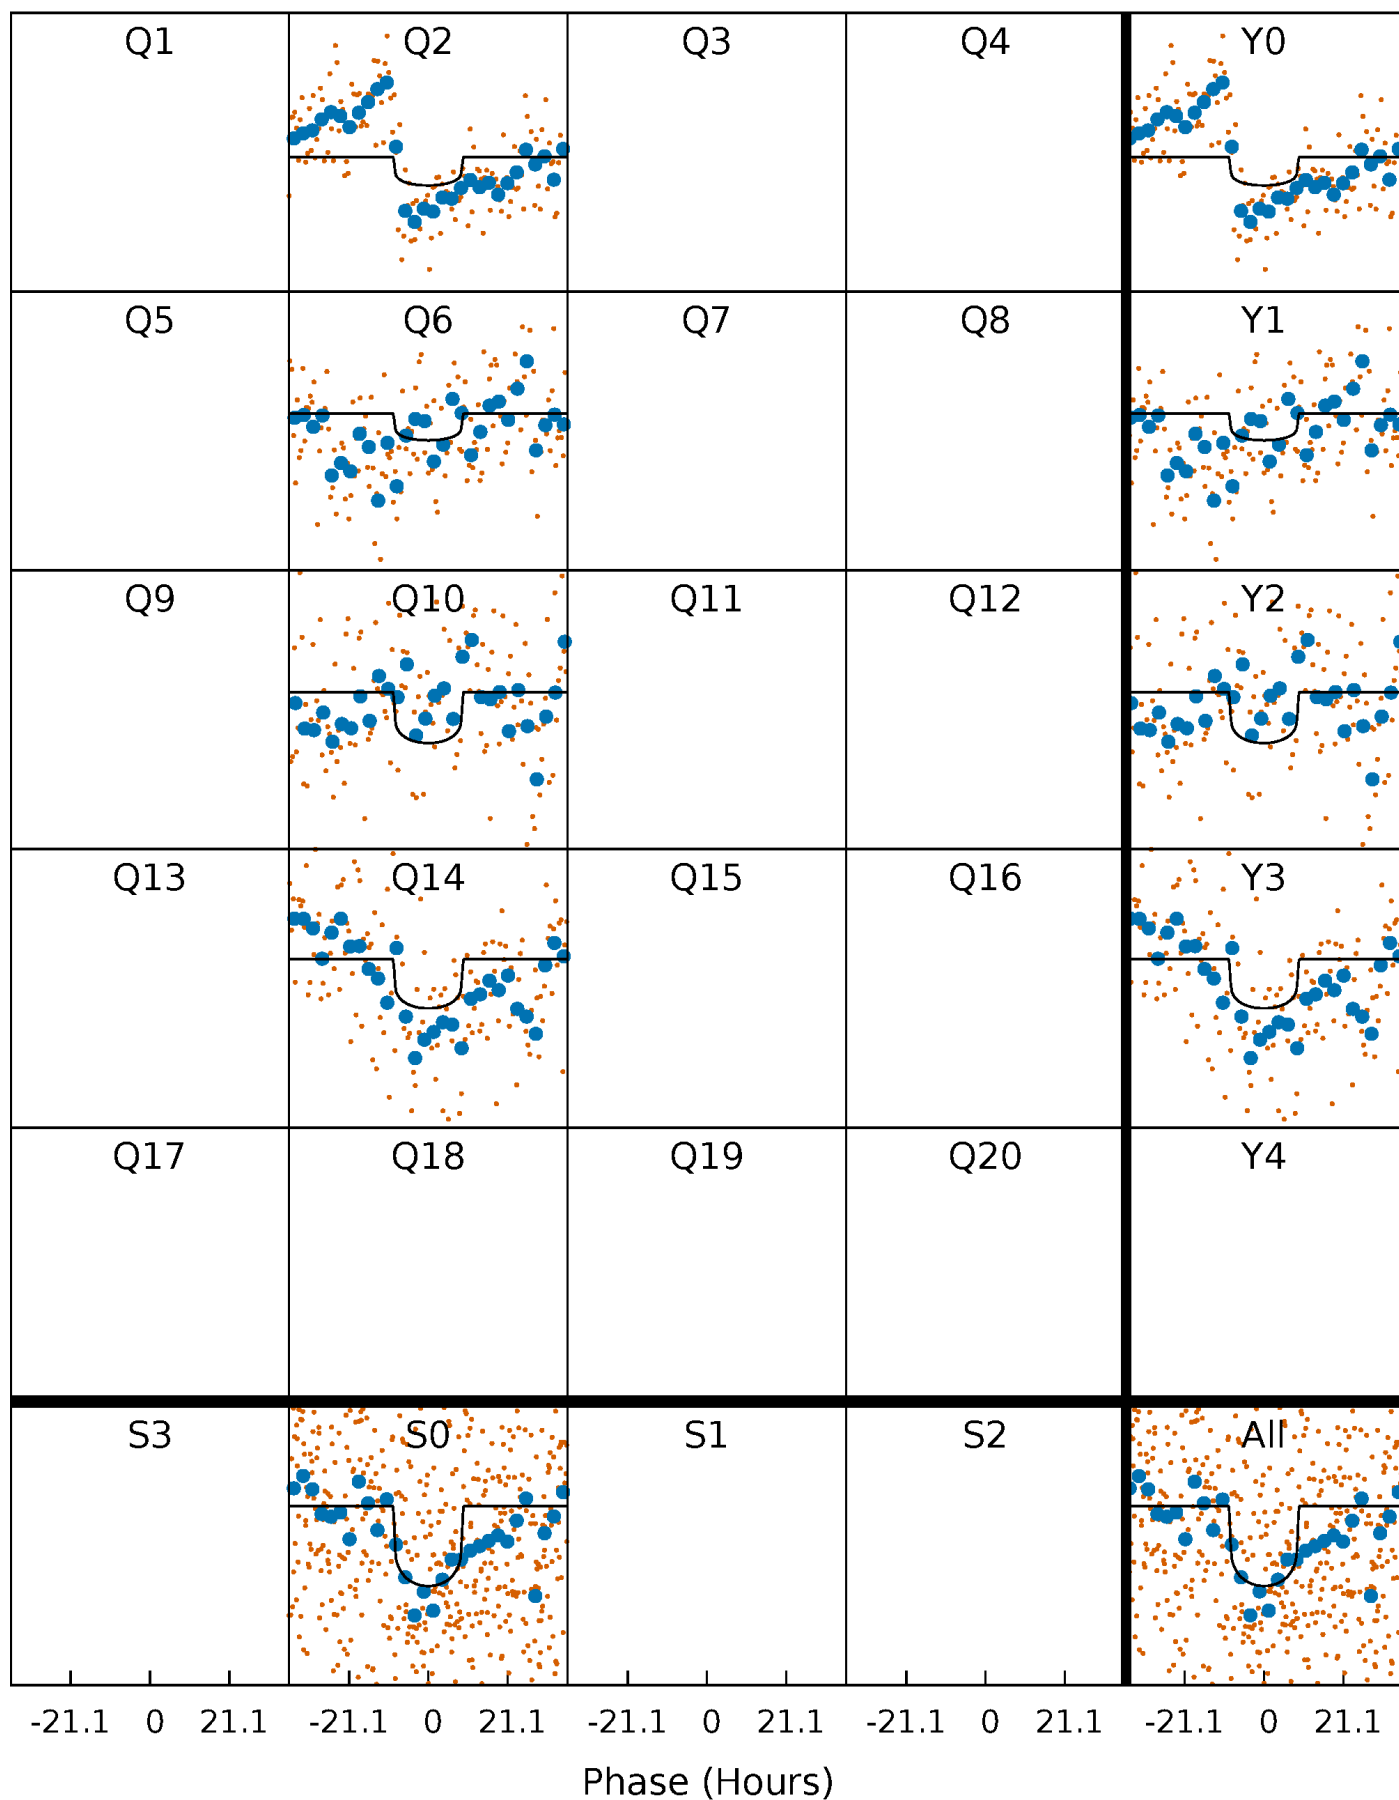 Q1 Q2 Q3 Q4 Y0
Q5 Q6 Q7 Q8 Y1
Q9 Q10 Q11 Q12 Y2
Q13 Q14 Q15 Q16 Y3
Q17 Q18 Q19 Q20 Y4
S3 S0 S1 S2 All
-21.1 0 21.1 -21.1 0 21.1 -21.1 0 21.1 -21.1 0 21.1 -21.1 0 21.1
Phase (Hours)